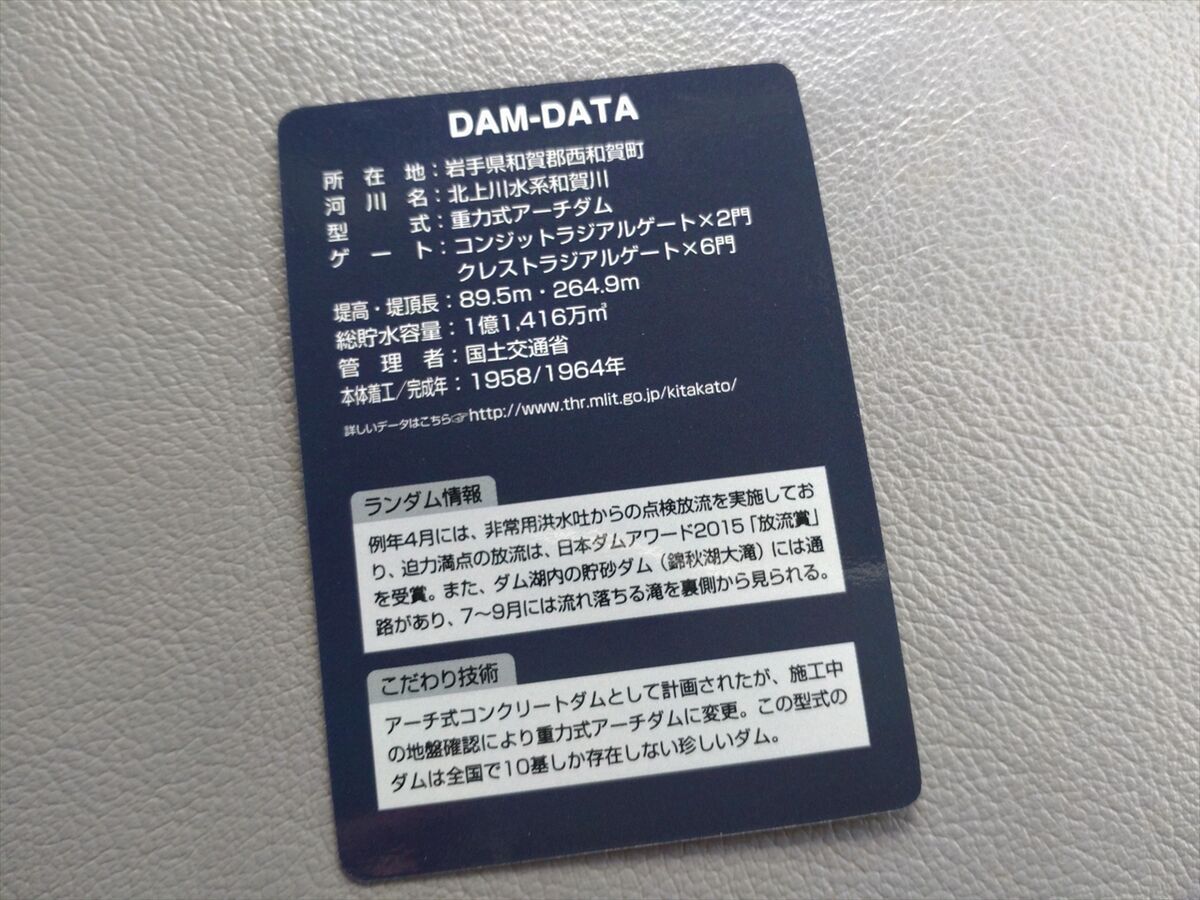 DAM-DATA
所在地：岩手県和賀郡西和賀町
河川名：北上川水系和賀川
型式：重力式アーチダム
ゲート：コンジットラジアルゲート×2門
クレストラジアルゲート×6門
堤高・堤頂長：89.5m・264.9m
総貯水容量：1億1,416万㎥
管理者：国土交通省
本体着工／完成年：1958/1964年
詳しいデータはこちら☞http://www.thr.mlit.go.jp/kitakato/
ランダム情報
例年4月には、非常用洪水吐からの点検放流を実施してお
り、迫力満点の放流は、日本ダムアワード2015「放流賞」
を受賞。また、ダム湖内の貯砂ダム（錦秋湖大滝）には通
路があり、7～9月には流れ落ちる滝を裏側から見られる。
こだわり技術
アーチ式コンクリートダムとして計画されたが、施工中
の地盤確認により重力式アーチダムに変更。この型式の
ダムは全国で10基しか存在しない珍しいダム。